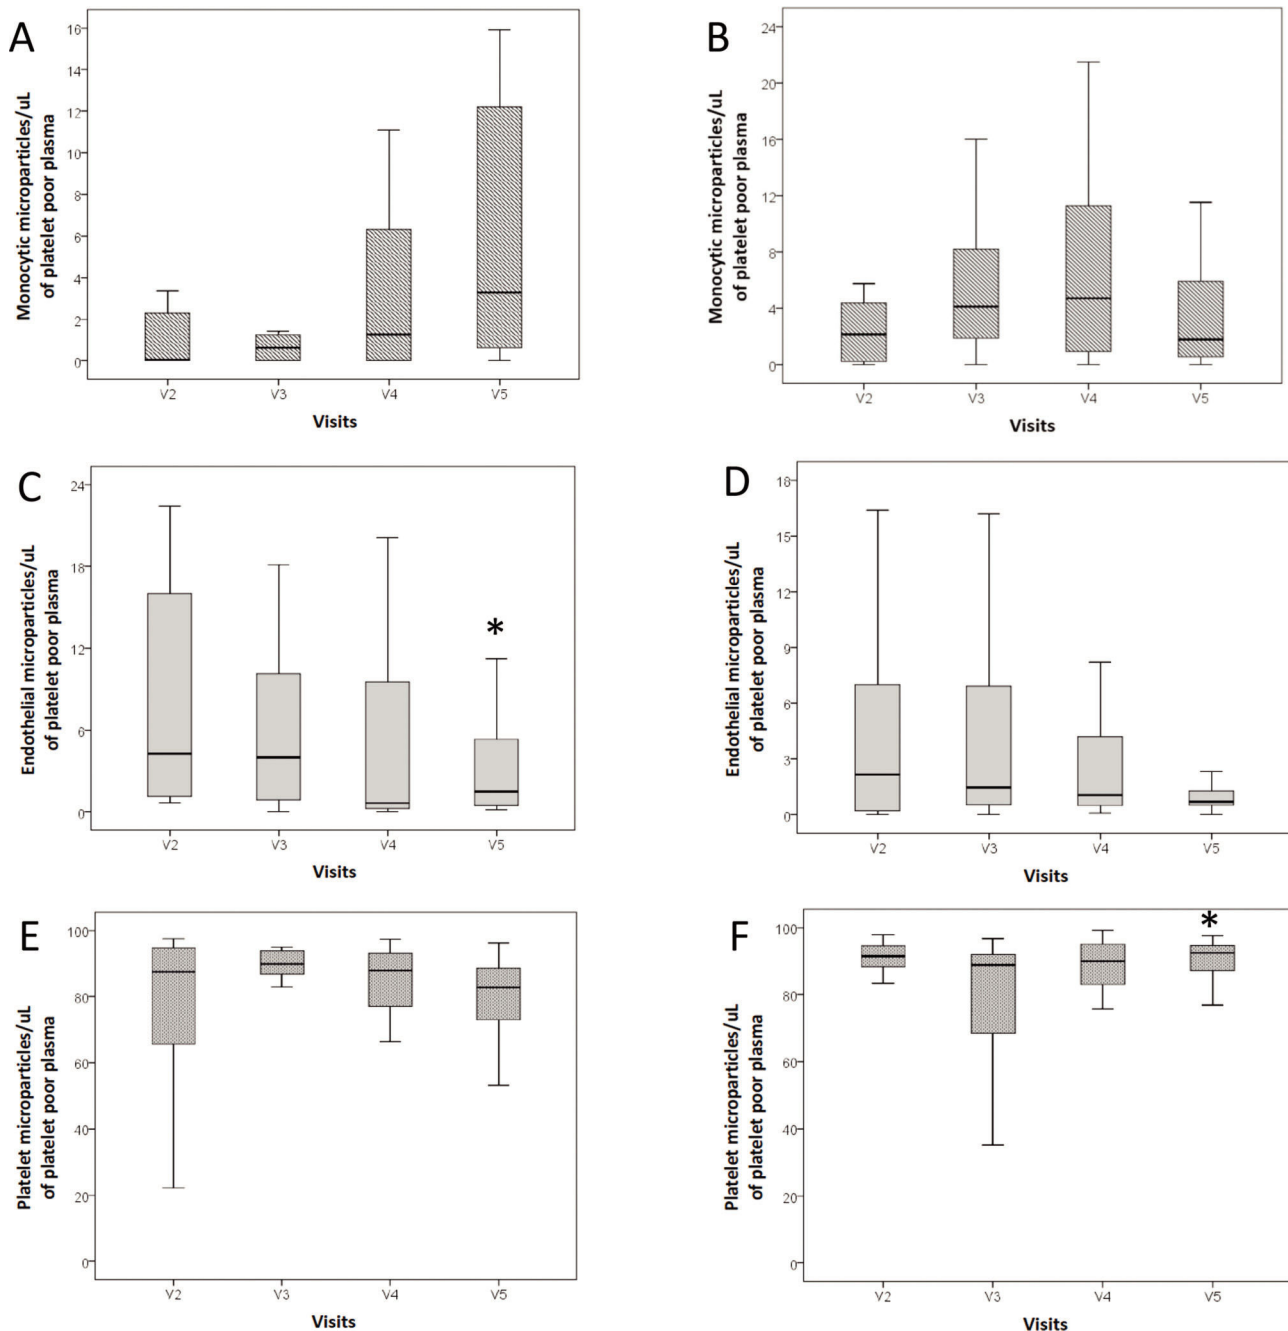 A
Monocytic microparticles/uL
of platelet poor plasma
16
14
12
10
8
6
4
2
0
V2 V3 V4 V5
Visits
B
Monocytic microparticles/uL
of platelet poor plasma
24
20
16
12
8
4
0
V2 V3 V4 V5
Visits
C
Endothelial microparticles/uL
of platelet poor plasma
24
18
12
6
0
*
V2 V3 V4 V5
Visits
D
Endothelial microparticles/uL
of platelet poor plasma
18
15
12
9
6
3
0
V2 V3 V4 V5
Visits
E
Platelet microparticles/uL
of platelet poor plasma
100
80
60
40
20
0
V2 V3 V4 V5
Visits
F
Platelet microparticles/uL
of platelet poor plasma
100
80
60
40
20
0
*
V2 V3 V4 V5
Visits